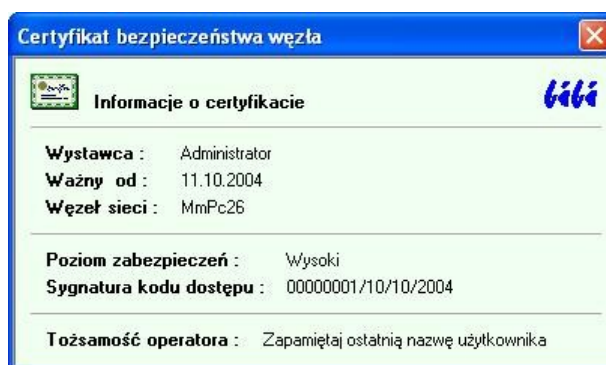 Certyfikat bezpieczeństwa węzła
Informacje o certyfikacie
Wystawca : Administrator
Ważny od : 11.10.2004
Węzeł sieci : MmPc26
Poziom zabezpieczeń : Wysoki
Sygnatura kodu dostępu : 00000001/10/10/2004
Tożsamość operatora : Zapamiętaj ostatnią nazwę użytkownika